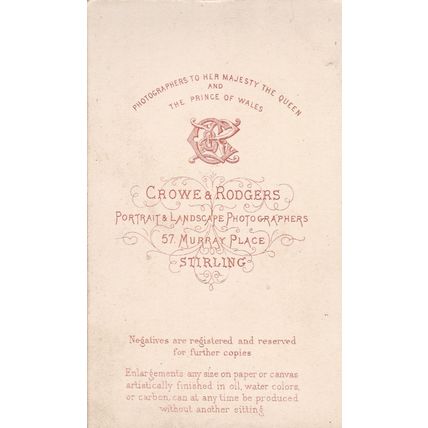 PHOTOGRAPHERS TO HER MAJESTY THE QUEEN
AND
THE PRINCE OF WALES
CROWE & RODGERS
PORTRAIT & LANDSCAPE PHOTOGRAPHERS
57. MURRAY PLACE
STIRLING
Negatives are registered and reserved
for further copies
Enlargements any size on paper or canvas
artistically finished in oil, water colors,
or carbon, can at any time be produced
without another sitting